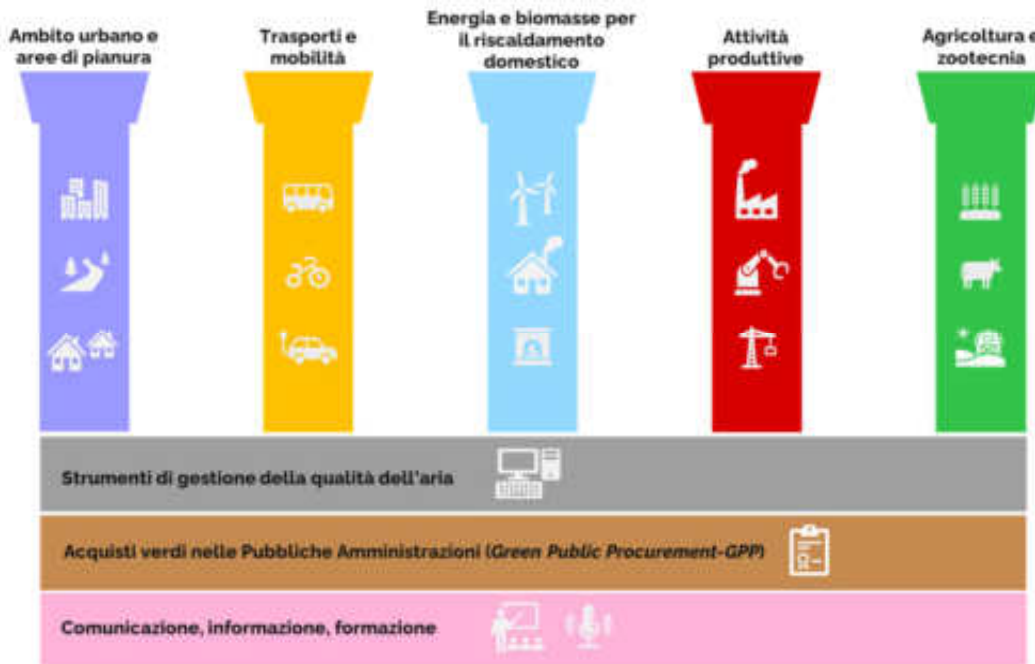 Ambito urbano e
aree di pianura
Trasporti e
mobilità
Energia e biomasse per
il riscaldamento
domestico
Attività
produttive
Agricoltura e
zootecnia
Strumenti di gestione della qualità dell'aria
Acquisti verdi nelle Pubbliche Amministrazioni (Green Public Procurement-GPP)
Comunicazione, informazione, formazione